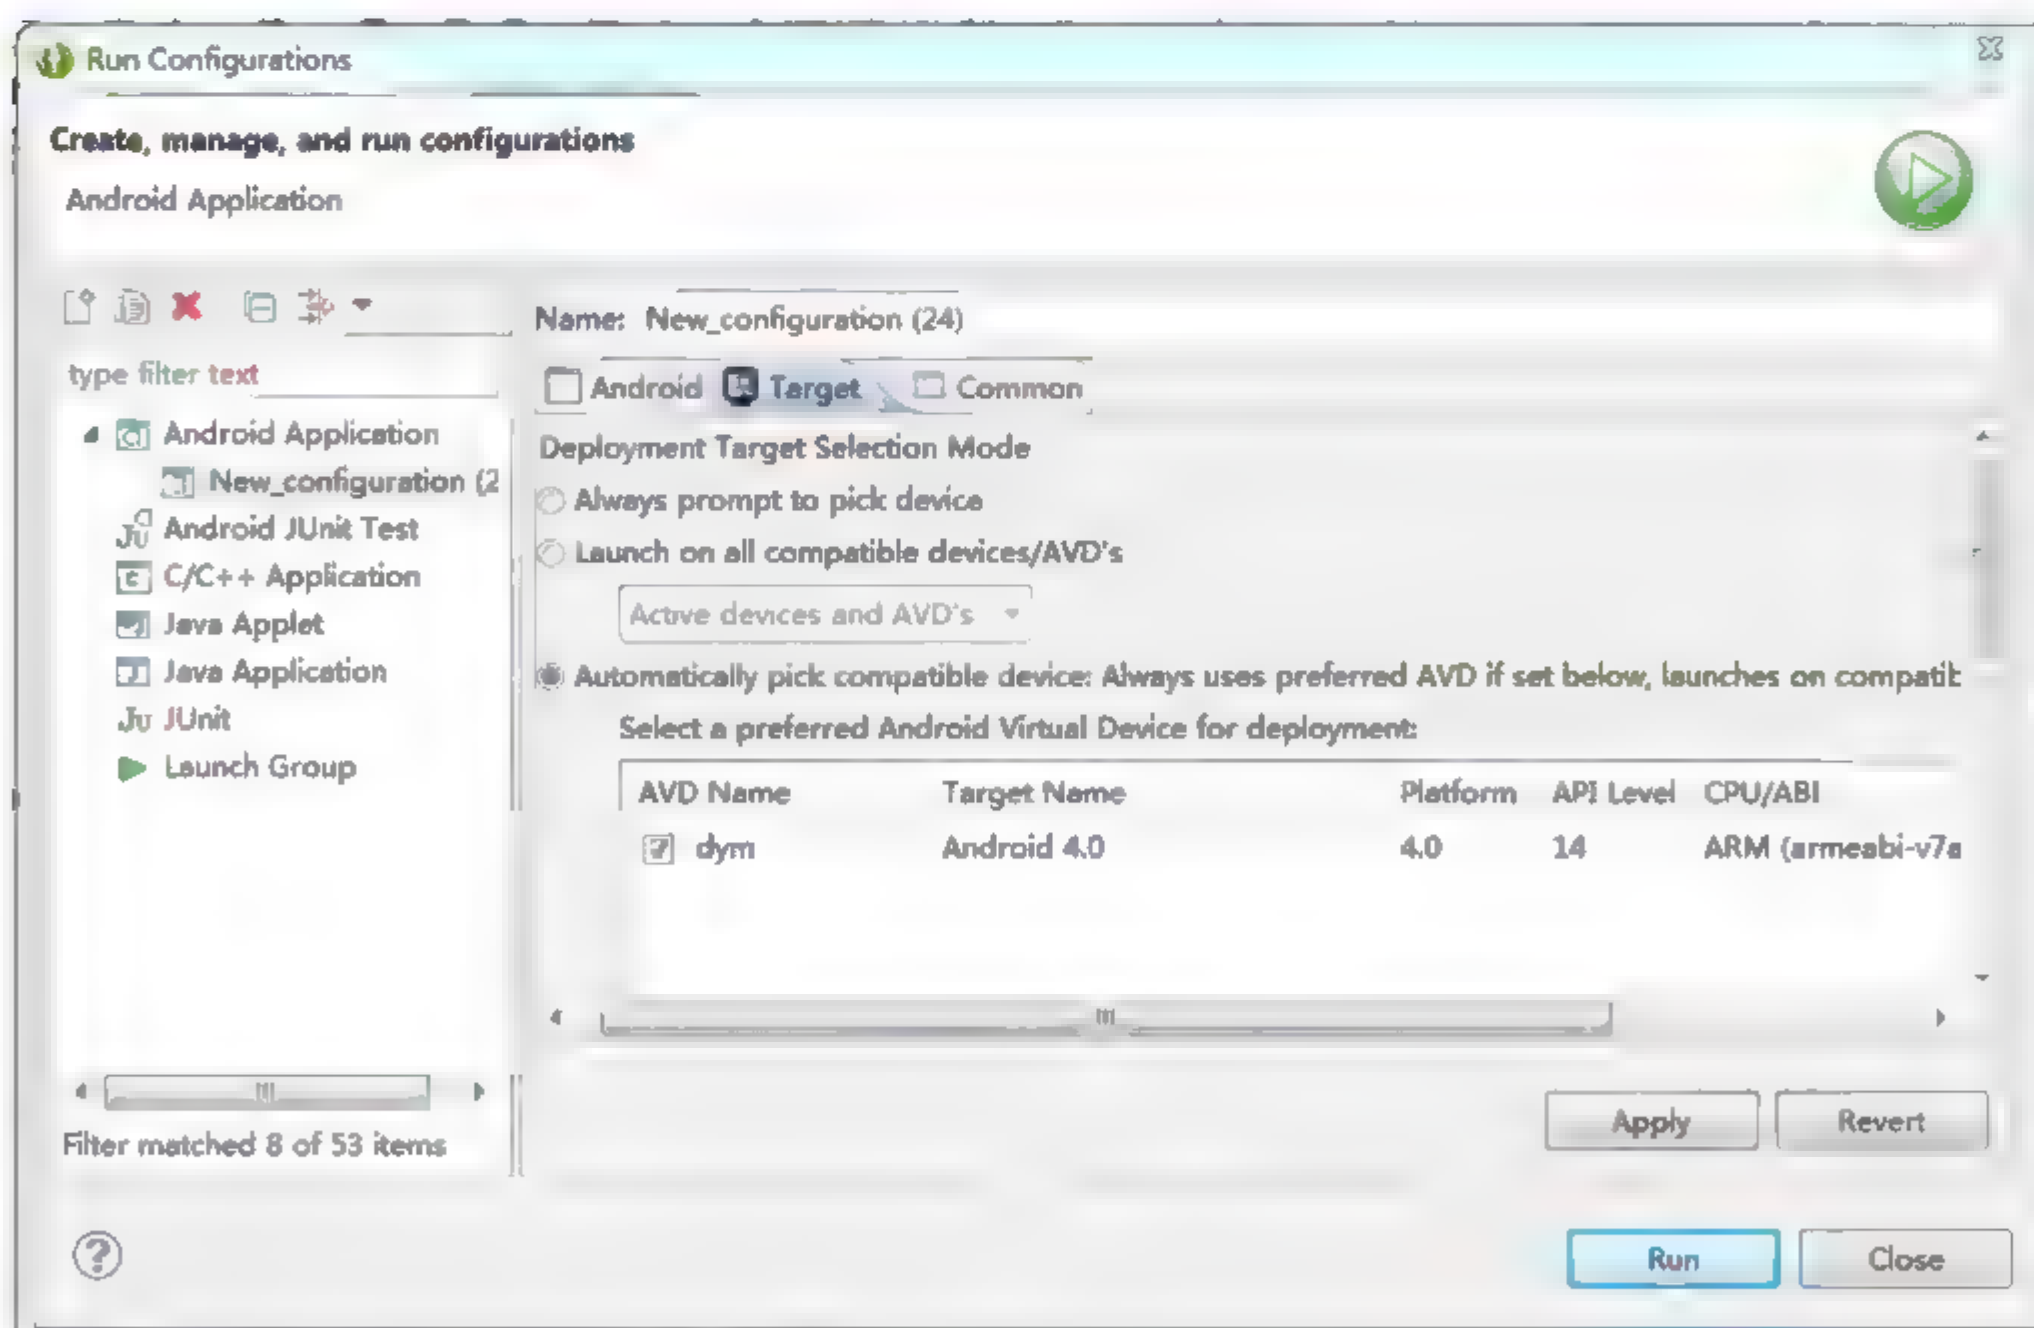 Run Configurations
Create, manage, and run configurations
Android Application
Name: New_configuration (24)
type filter text
Android Target Common
Android Application
New_configuration (2
Android JUnit Test
C/C++ Application
Java Applet
Java Application
Ju JUnit
Launch Group
Filter matched 8 of 53 items
Deployment Target Selection Mode
Always prompt to pick device
Launch on all compatible devices/AVD's
Active devices and AVD's
Automatically pick compatible device: Always uses preferred AVD if set below, launches on compatib
Select a preferred Android Virtual Device for deployment:
AVD Name Target Name Platform API Level CPU/ABI
dym Android 4.0 4.0 14 ARM (armeabi-v7a
Apply Revert
Run Close